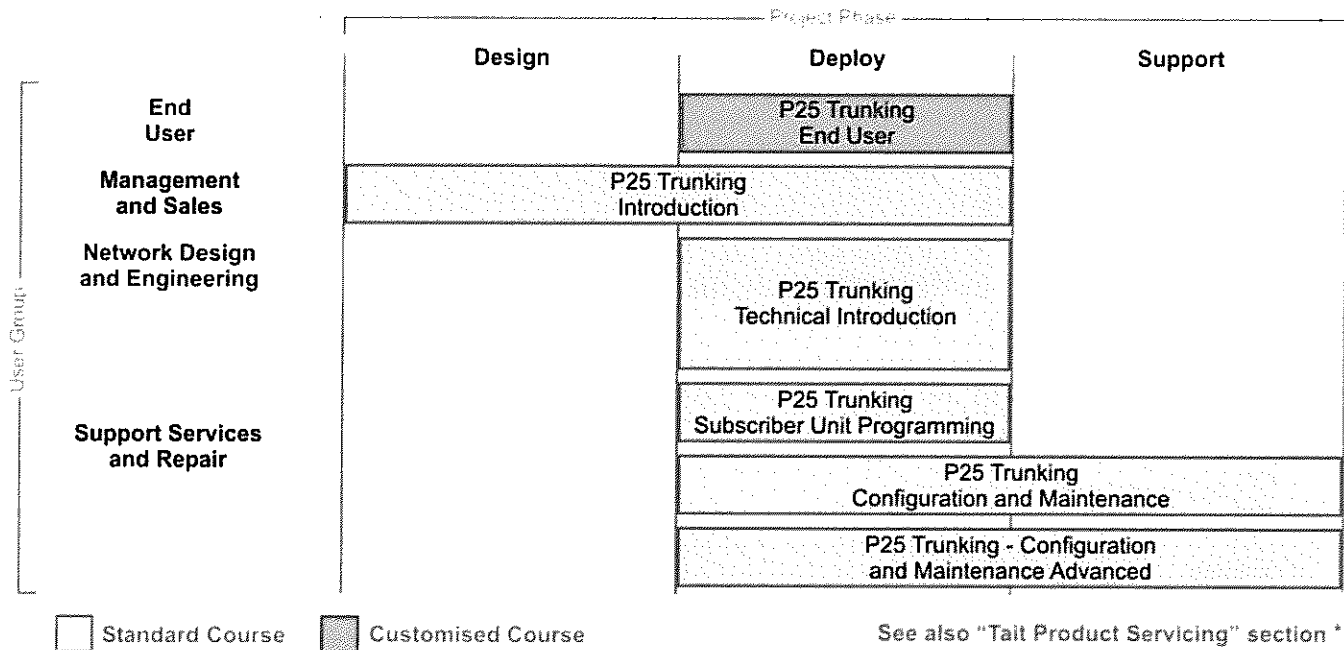 Project Phase
Design
Deploy
Support
User Group
End
User
P25 Trunking
End User
Management
and Sales
P25 Trunking
Introduction
Network Design
and Engineering
P25 Trunking
Technical Introduction
Support Services
and Repair
P25 Trunking
Subscriber Unit Programming
P25 Trunking
Configuration and Maintenance
P25 Trunking - Configuration
and Maintenance Advanced
Standard Course
Customised Course
See also "Tait Product Servicing" section *